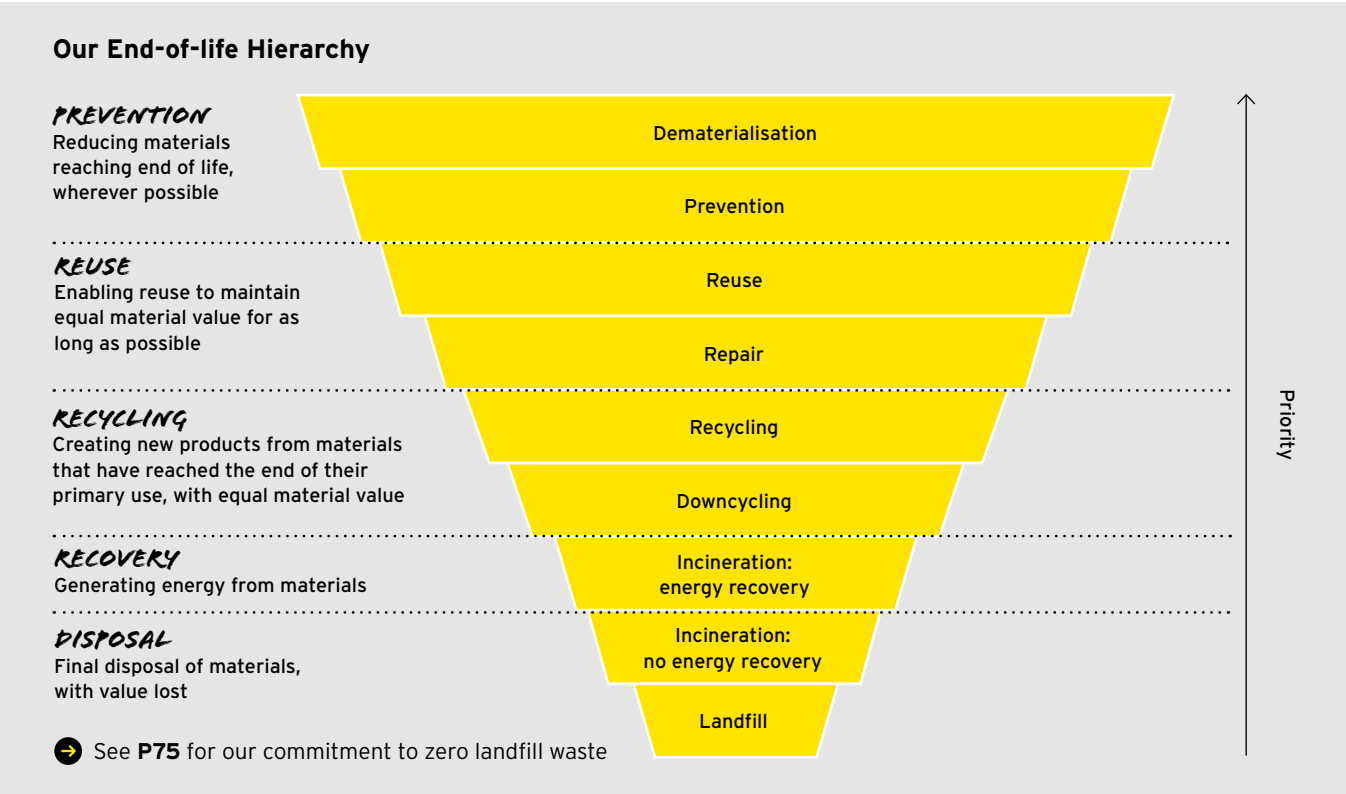 Our End-of-life Hierarchy
PREVENTION
Reducing materials
reaching end of life,
wherever possible
Dematerialisation
Prevention
REUSE
Enabling reuse to maintain
equal material value for as
long as possible
Reuse
Repair
RECYCLING
Creating new products from materials
that have reached the end of their
primary use, with equal material value
Recycling
Downcycling
RECOVERY
Generating energy from materials
Incineration:
energy recovery
DISPOSAL
Final disposal of materials,
with value lost
Incineration:
no energy recovery
Landfill
See P75 for our commitment to zero landfill waste
Priority